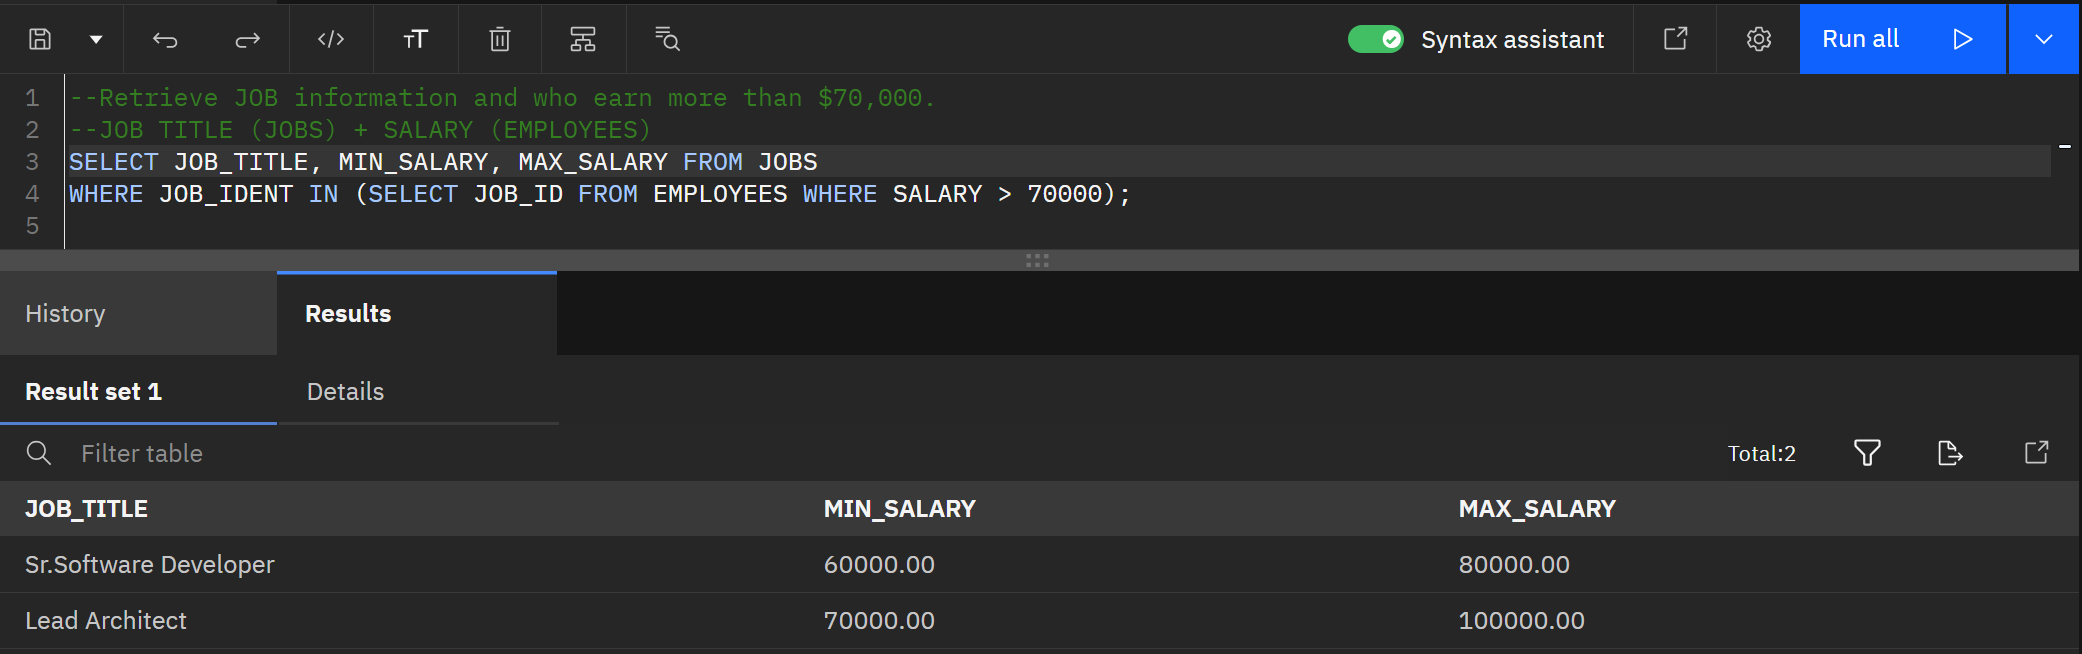 Syntax assistant
Run all
1 --Retrieve JOB information and who earn more than $70,000.
2 --JOB TITLE (JOBS) + SALARY (EMPLOYEES)
3 SELECT JOB_TITLE, MIN_SALARY, MAX_SALARY FROM JOBS
4 WHERE JOB_IDENT IN (SELECT JOB_ID FROM EMPLOYEES WHERE SALARY > 70000);
5
History Results
Result set 1 Details
Filter table Total:2
JOB_TITLE MIN_SALARY MAX_SALARY
Sr.Software Developer 60000.00 80000.00
Lead Architect 70000.00 100000.00